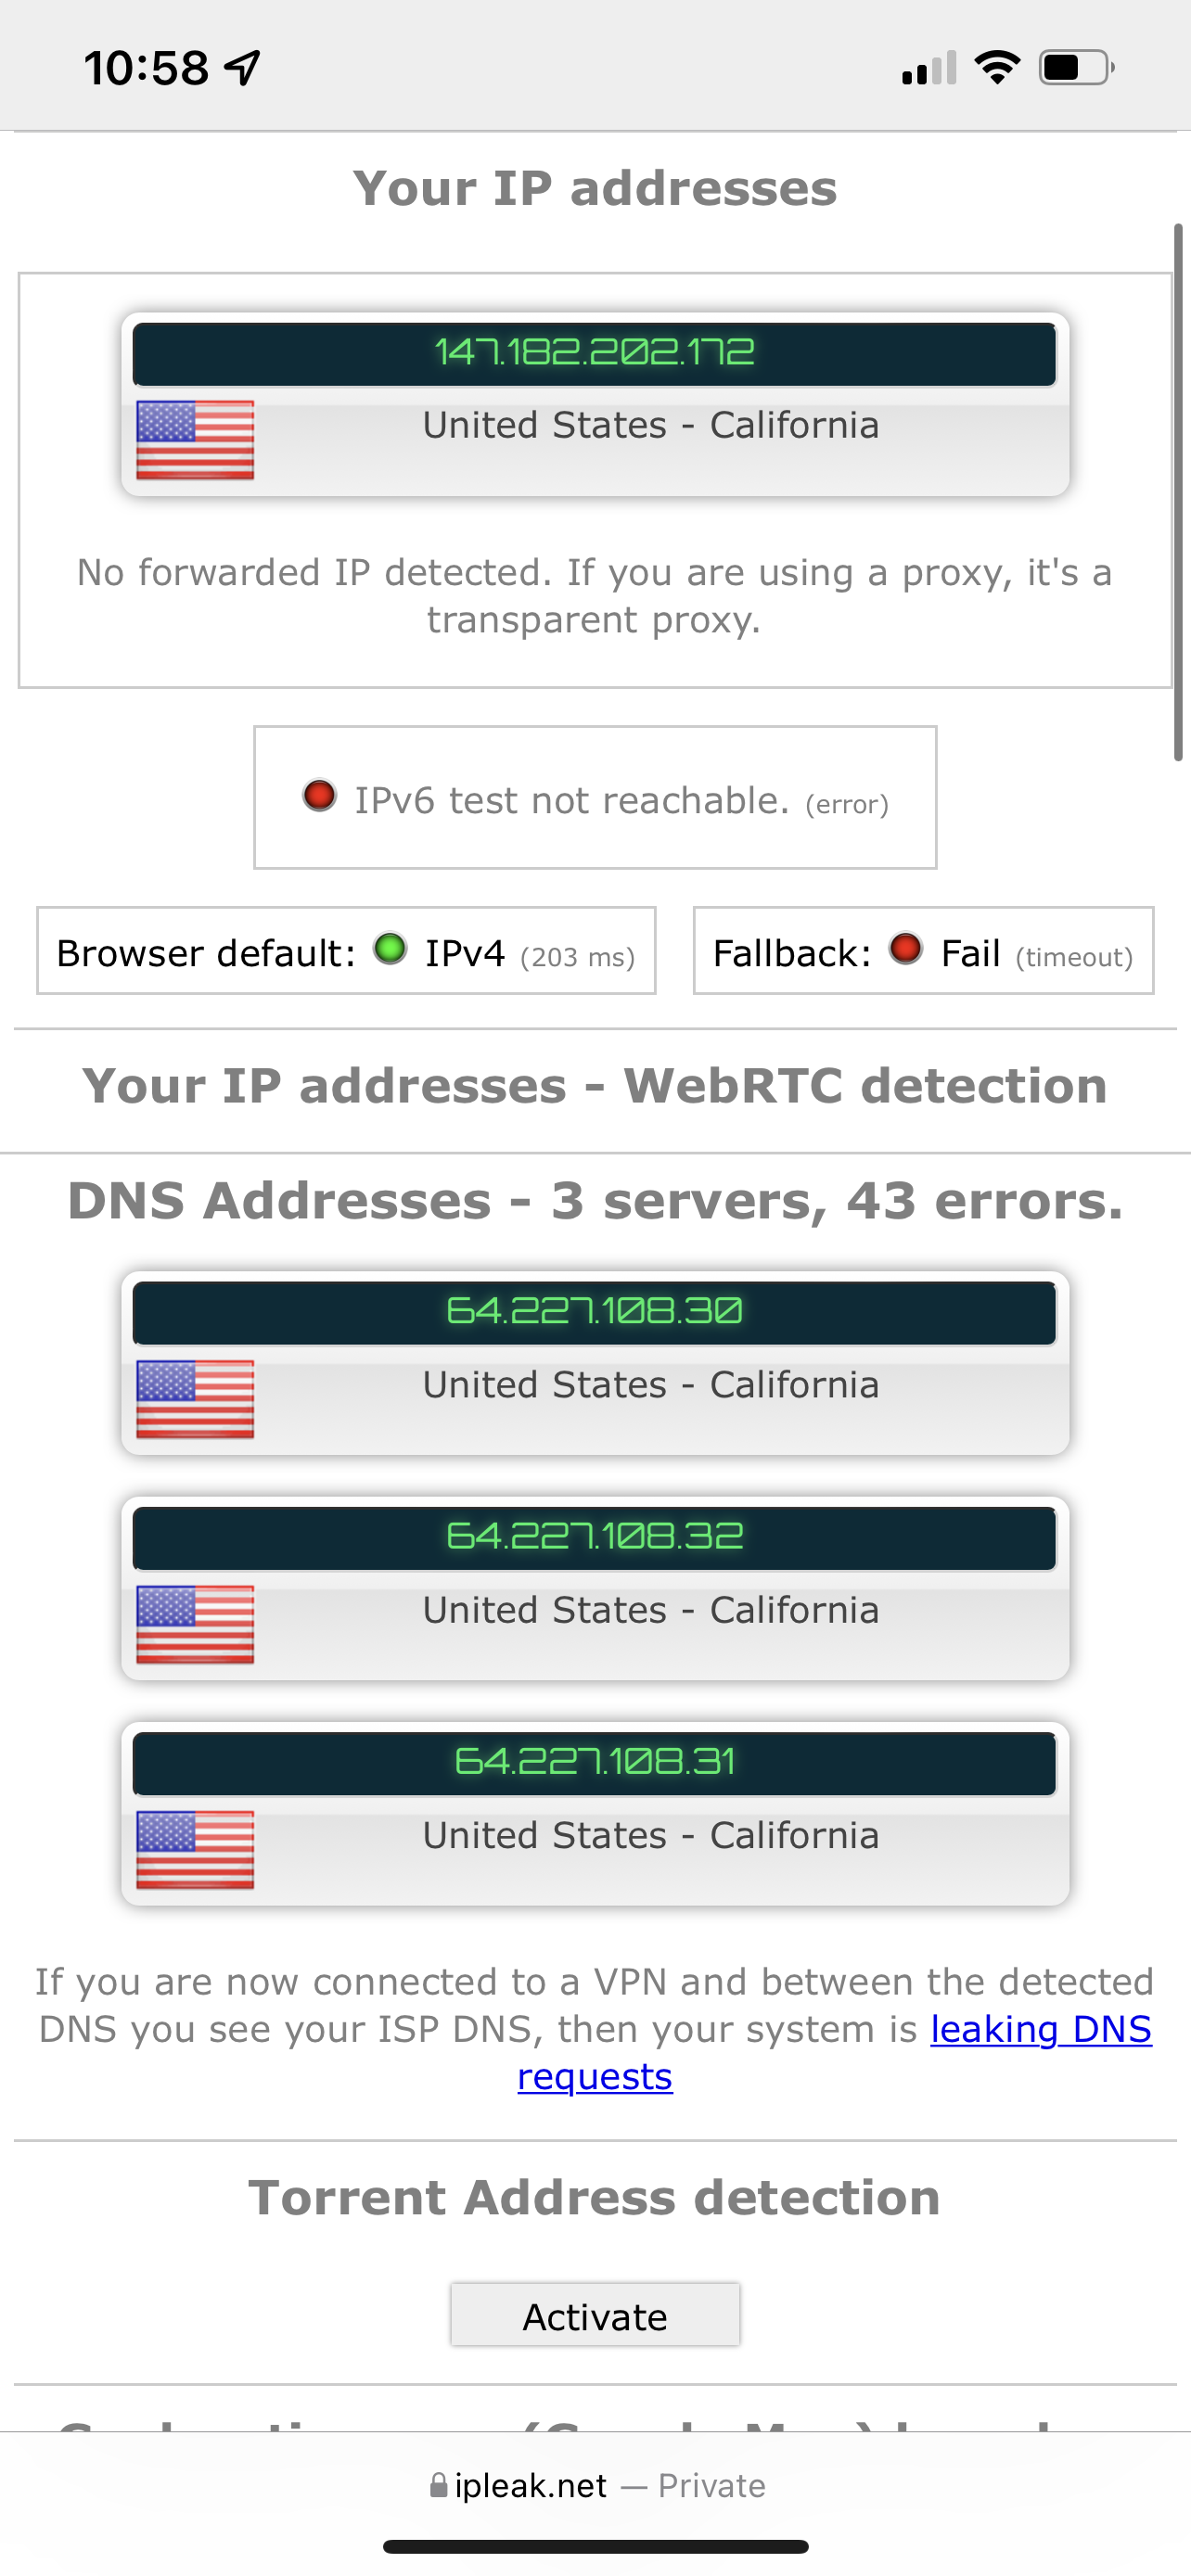 10:58
Your IP addresses
147.182.202.172
United States - California
No forwarded IP detected. If you are using a proxy, it's a
transparent proxy.
IPv6 test not reachable. (error)
Browser default: IPv4 (203 ms)
Fallback: Fail (timeout)
Your IP addresses - WebRTC detection
DNS Addresses - 3 servers, 43 errors.
64.227.108.30
United States - California
64.227.108.32
United States - California
64.227.108.31
United States - California
If you are now connected to a VPN and between the detected
DNS you see your ISP DNS, then your system is leaking DNS
requests
Torrent Address detection
Activate
ipleak.net — Private